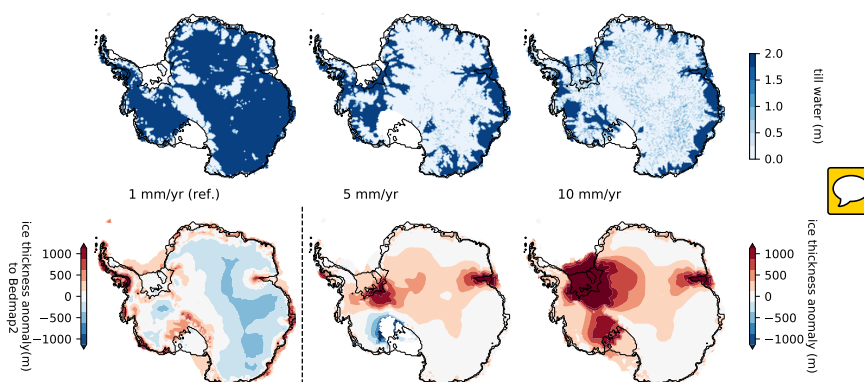 2.0
1.5
1.0
0.5
0.0
till water (m)
1 mm/yr (ref.)
5 mm/yr
10 mm/yr
ice thickness anomaly(m)
to Bedmap2
1000
500
0
−500
−1000
1000
500
0
−500
−1000
ice thickness anomaly (m)